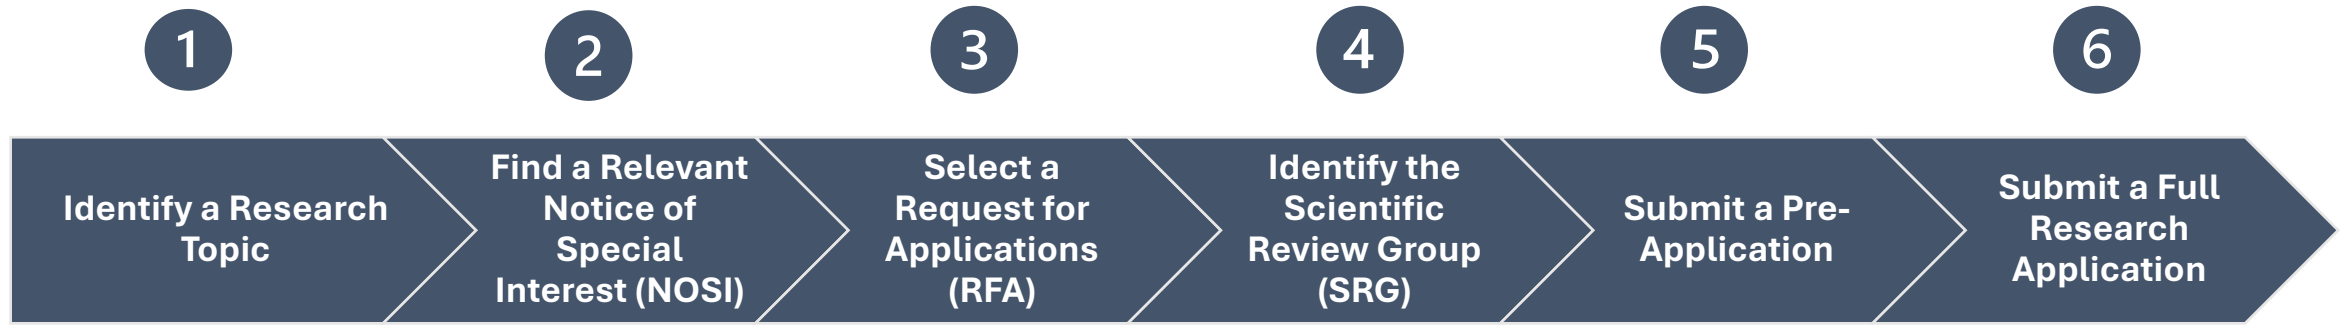 1
2
3
4
5
6
Identify a Research
Topic
Find a Relevant
Notice of
Special
Interest (NOSI)
Select a
Request for
Applications
(RFA)
Identify the
Scientific
Review Group
(SRG)
Submit a Pre-
Application
Submit a Full
Research
Application